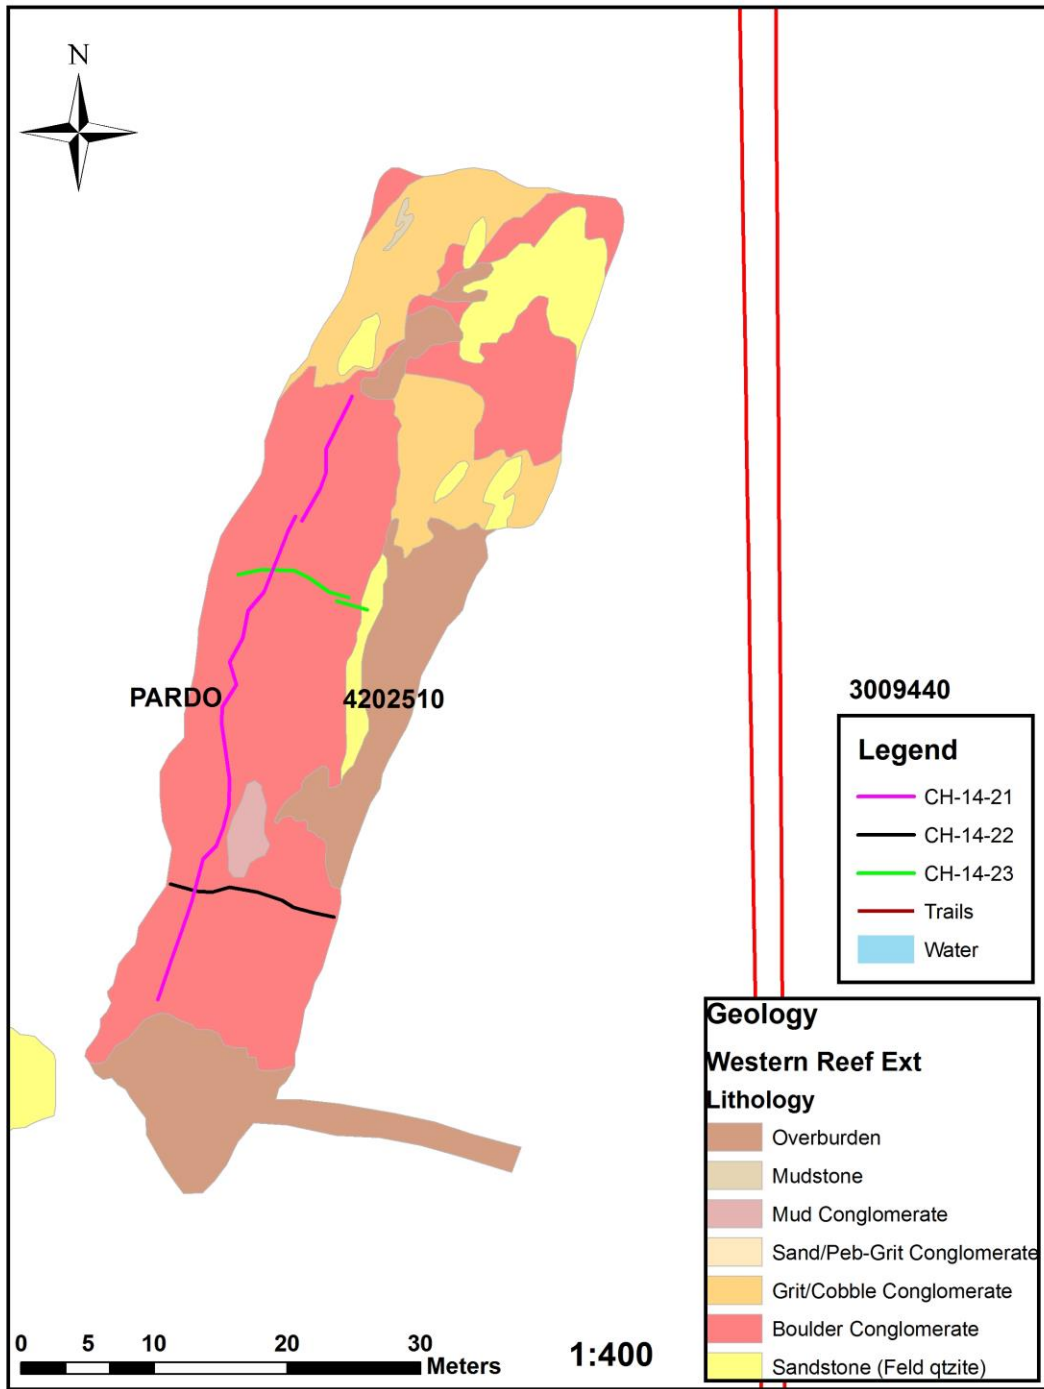 N
PARDO
4202510
3009440
Legend
CH-14-21
CH-14-22
CH-14-23
Trails
Water
Geology
Western Reef Ext
Lithology
Overburden
Mudstone
Mud Conglomerate
Sand/Peb-Grit Conglomerate
Grit/Cobble Conglomerate
Boulder Conglomerate
Sandstone (Feld qtzite)
0 5 10 20 30
Meters
1:400